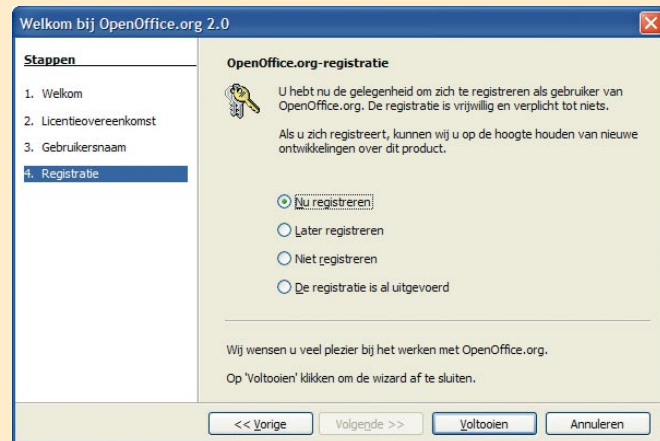 Welkom bij OpenOffice.org 2.0
Stappen
1. Welkom
2. Licentieovereenkomst
3. Gebruikersnaam
4. Registratie
OpenOffice.org-registratie
U hebt nu de gelegenheid om zich te registreren als gebruiker van
OpenOffice.org. De registratie is vrijwillig en verplicht tot niets.
Als u zich registreert, kunnen wij u op de hoogte houden van nieuwe
ontwikkelingen over dit product.
Nu registreren
Later registreren
Niet registreren
De registratie is al uitgevoerd
Wij wensen u veel plezier bij het werken met OpenOffice.org.
Op 'Voltooien' klikken om de wizard af te sluiten.
<< Vorige
Volgende >>
Voltooien
Annuleren